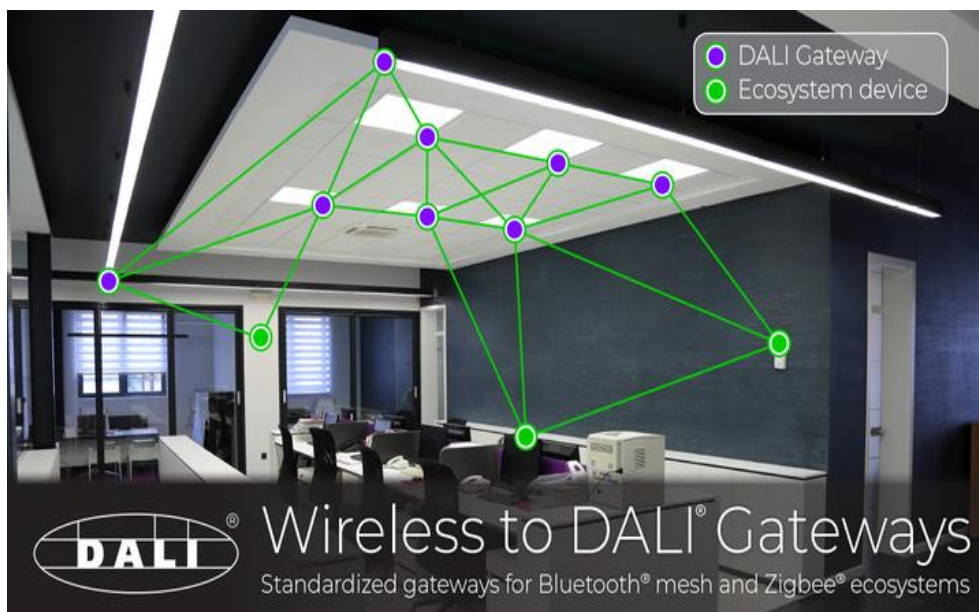 DALI Gateway
Ecosystem device
DALI®
Wireless to DALI® Gateways
Standardized gateways for Bluetooth® mesh and Zigbee® ecosystems